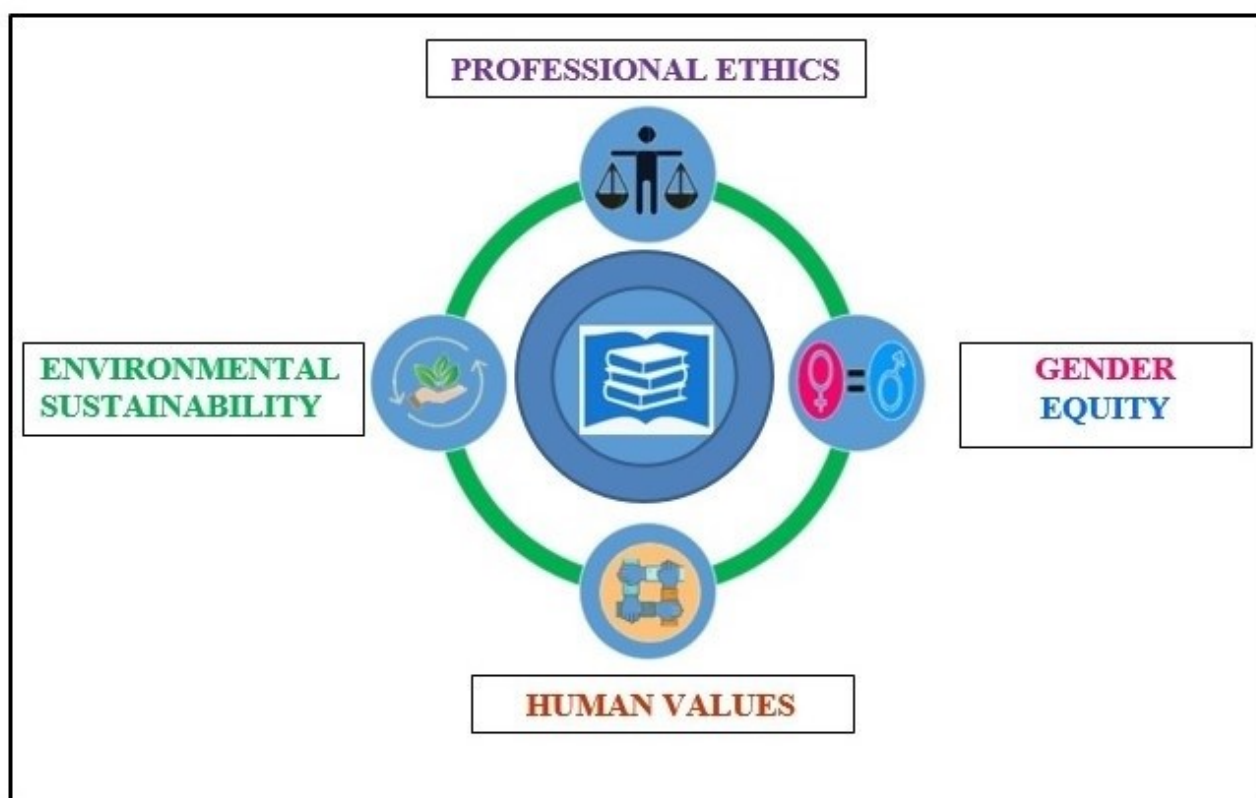 PROFESSIONAL ETHICS
ENVIRONMENTAL
SUSTAINABILITY
GENDER
EQUITY
HUMAN VALUES